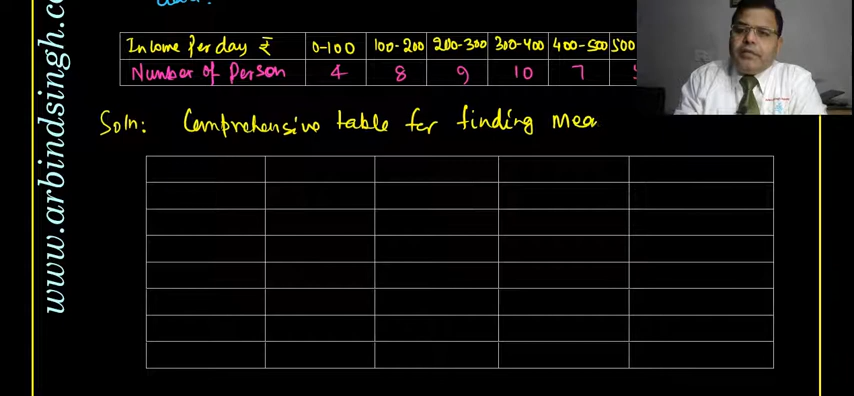 www.arbindsingh.c
Income Per day ₹ 0-100 100-200 200-300 300-400 400-500 500
Number of Person 4 8 9 10 7
Soln: Comprehensive table for finding Mea